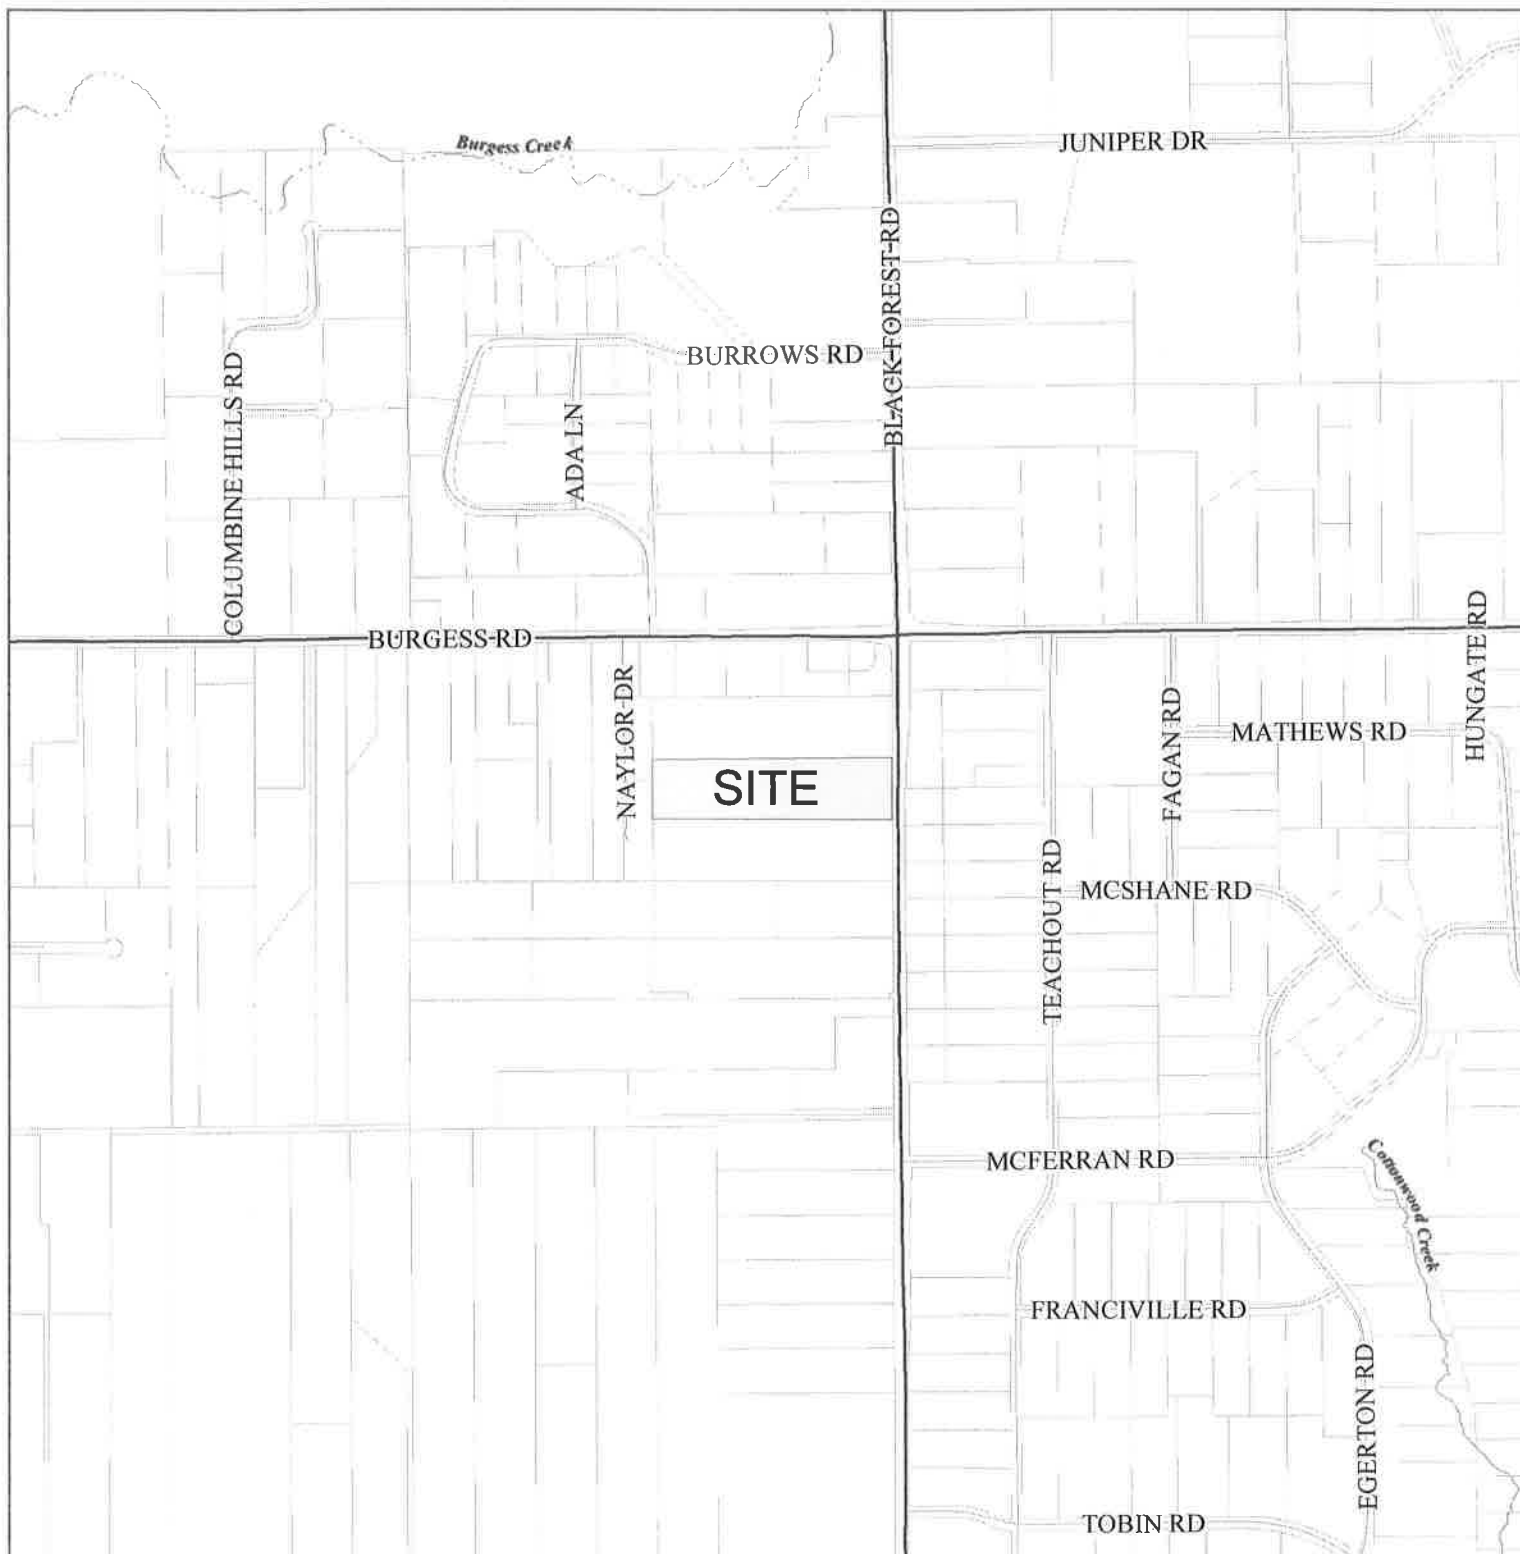 Burgess Creek
JUNIPER DR
BLACK-FOREST-RD
BURROWS RD
COLUMBINE HILLS RD
ADA LN
BURGESS-RD
HUNGATE RD
NAYLOR-DR
FAGAN RD
MATHEWS RD
SITE
TEACHOUT RD
MCSHANE RD
MCFERRAN RD
Cottonwood Creek
FRANCIVILLE RD
EGERTON RD
TOBIN RD